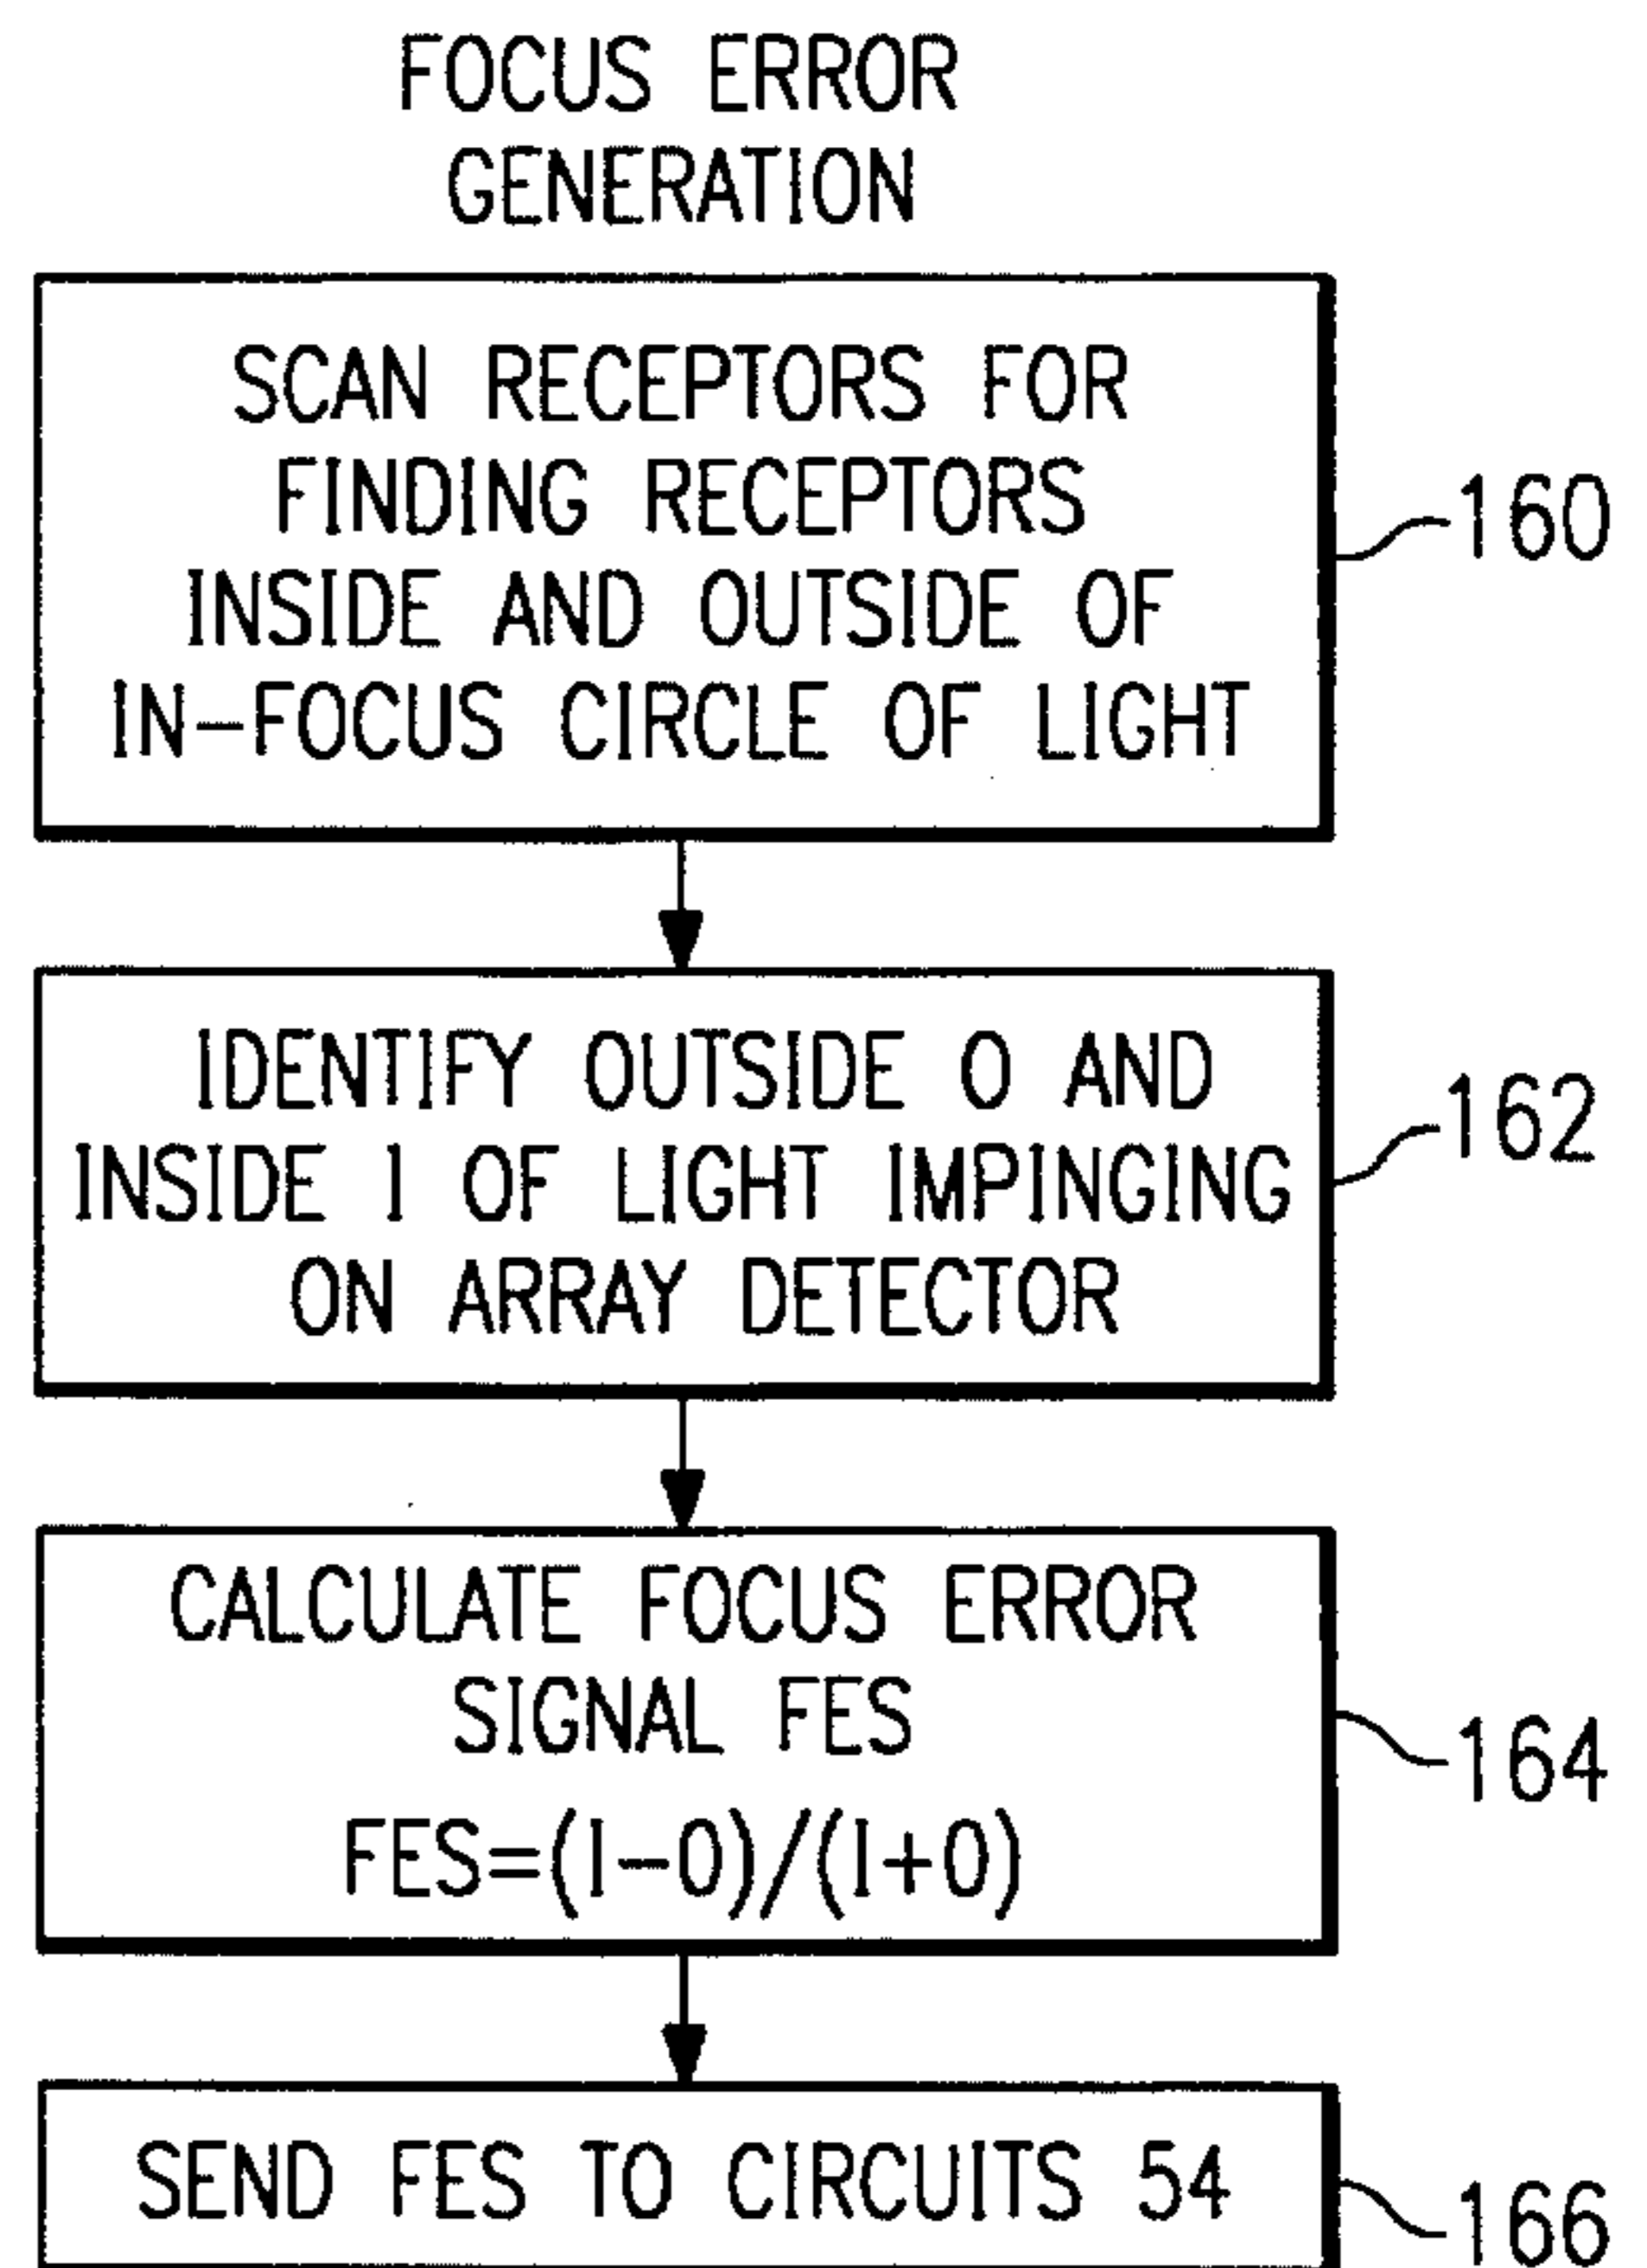 FOCUS ERROR
GENERATION
SCAN RECEPTORS FOR
FINDING RECEPTORS
INSIDE AND OUTSIDE OF
IN-FOCUS CIRCLE OF LIGHT
160
IDENTIFY OUTSIDE O AND
INSIDE I OF LIGHT IMPINGING
ON ARRAY DETECTOR
162
CALCULATE FOCUS ERROR
SIGNAL FES
FES=(I-O)/(I+O)
164
SEND FES TO CIRCUITS 54
166